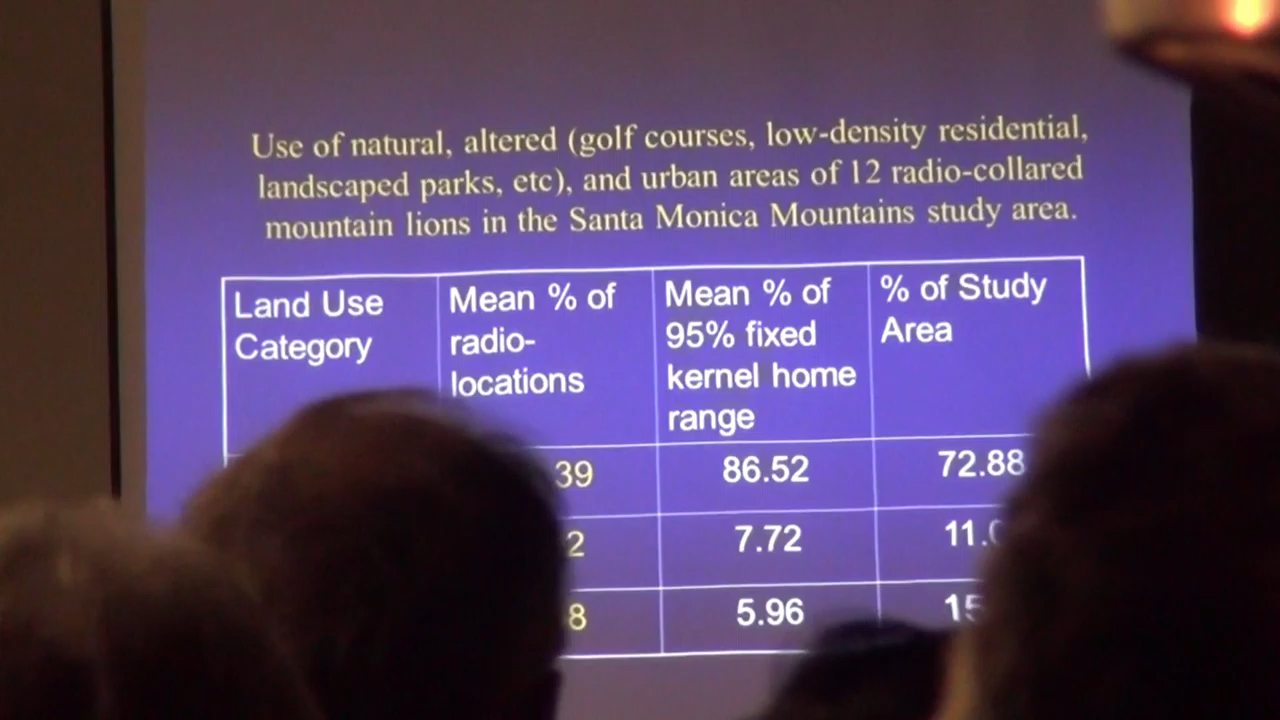 Use of natural, altered (golf courses, low-density residential,
landscaped parks, etc), and urban areas of 12 radio-collared
mountain lions in the Santa Monica Mountains study area.
Land Use
Category
Mean % of
radio-
locations
Mean % of
95% fixed
kernel home
range
% of Study
Area
39 86.52 72.88
2 7.72 11.
8 5.96 15